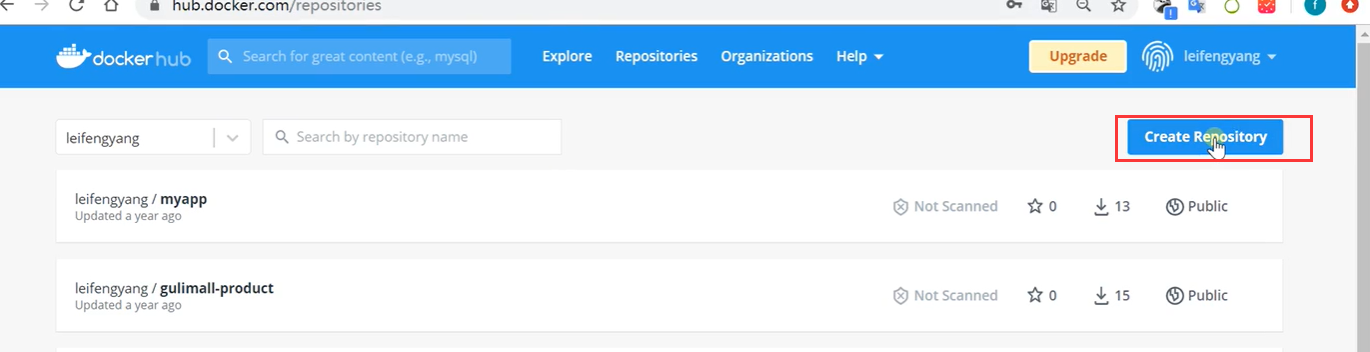 hub.docker.com/repositories
docker hub
Search for great content (e.g., mysql)
Explore
Repositories
Organizations
Help
Upgrade
leifengyang
leifengyang
Search by repository name
Create Repository
leifengyang / myapp
Updated a year ago
Not Scanned
0
13
Public
leifengyang / gulimall-product
Updated a year ago
Not Scanned
0
15
Public